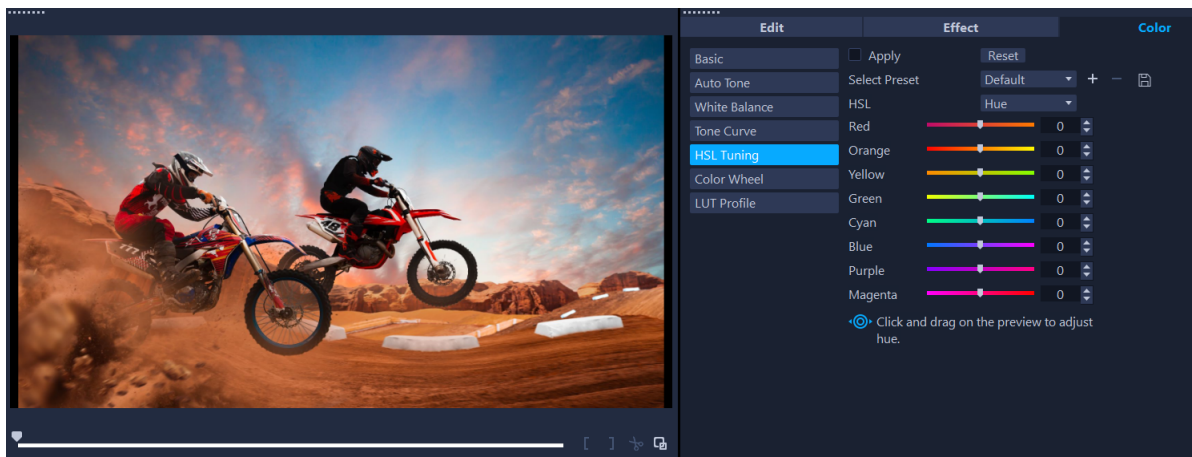 Edit Effect Color
Basic
Auto Tone
White Balance
Tone Curve
HSL Tuning
Color Wheel
LUT Profile
Apply Reset
Select Preset Default
HSL Hue
Red 0
Orange 0
Yellow 0
Green 0
Cyan 0
Blue 0
Purple 0
Magenta 0
Click and drag on the preview to adjust
hue.
48
777